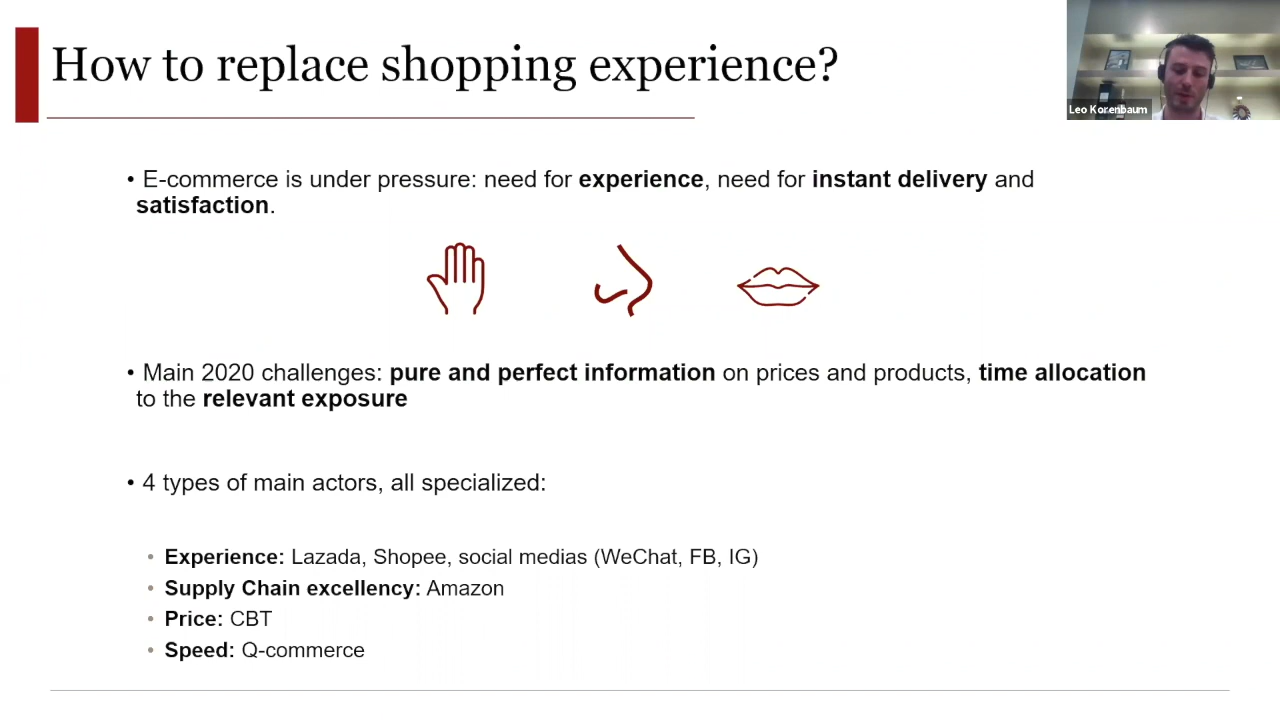 How to replace shopping experience?
Leo Korenbaum
• E-commerce is under pressure: need for experience, need for instant delivery and
satisfaction.
• Main 2020 challenges: pure and perfect information on prices and products, time allocation
to the relevant exposure
• 4 types of main actors, all specialized:
• Experience: Lazada, Shopee, social medias (WeChat, FB, IG)
• Supply Chain excellency: Amazon
• Price: CBT
• Speed: Q-commerce